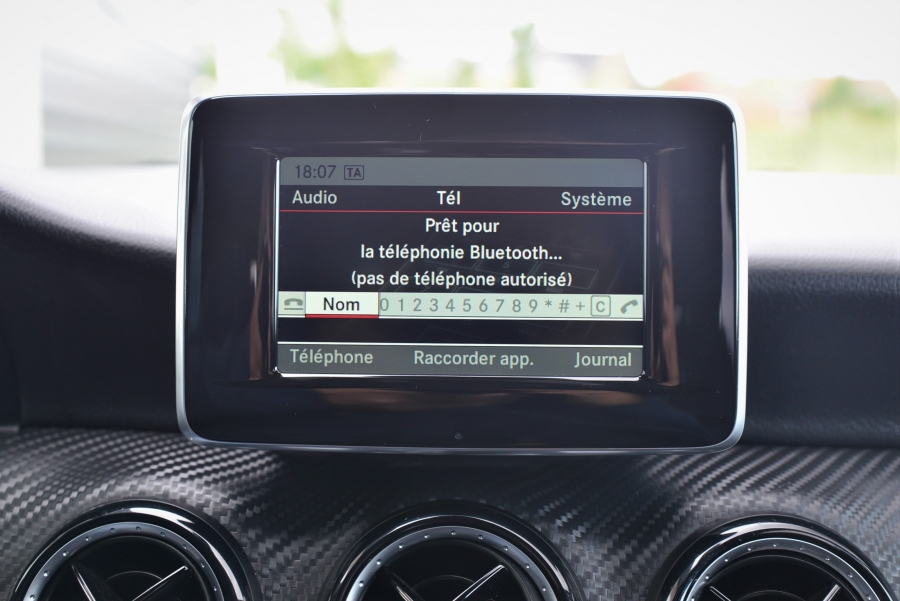 18:07 TA
Audio Tél Système
Prêt pour
la téléphonie Bluetooth...
(pas de téléphone autorisé)
Nom 0 1 2 3 4 5 6 7 8 9 * # + C
Téléphone Raccorder app. Journal